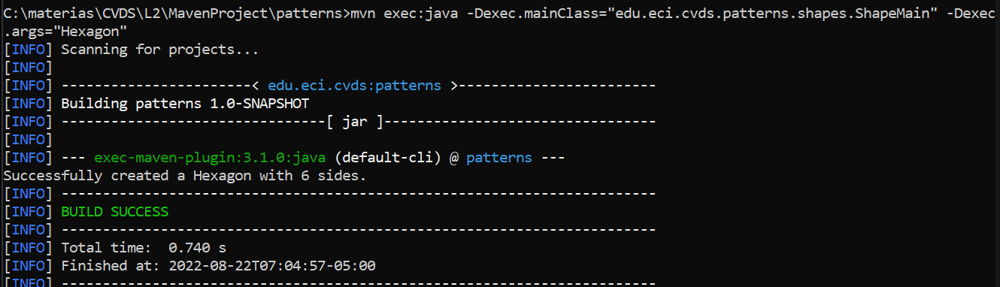 C:\materias\CVDS\L2\MavenProject\patterns>mvn exec:java -Dexec.mainClass="edu.eci.cvds.patterns.shapes.ShapeMain" -Dexec
.args="Hexagon"
[INFO] Scanning for projects...
[INFO]
[INFO] -----------------------< edu.eci.cvds:patterns >------------------------
[INFO] Building patterns 1.0-SNAPSHOT
[INFO] --------------------------------[ jar ]---------------------------------
[INFO]
[INFO] --- exec-maven-plugin:3.1.0:java (default-cli) @ patterns ---
Successfully created a Hexagon with 6 sides.
[INFO] ------------------------------------------------------------------------
[INFO] BUILD SUCCESS
[INFO] ------------------------------------------------------------------------
[INFO] Total time:  0.740 s
[INFO] Finished at: 2022-08-22T07:04:57-05:00
[INFO] ------------------------------------------------------------------------